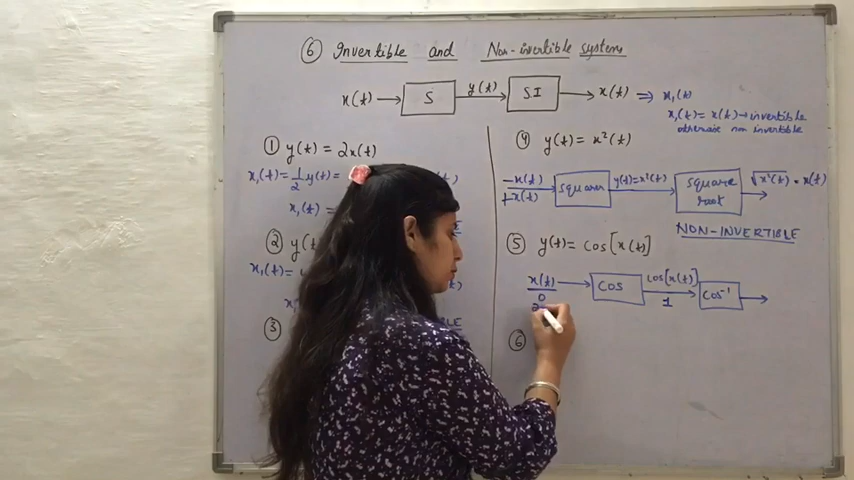 ⑥ Invertible and Non-invertible systems
x(t) → S y(t) → S.I → x(t) ⇒ x₁(t)
x₁(t) = x(t) → invertible
otherwise non invertible
① y(t) = 2x(t)
x₁(t) = 1/2 y(t) =
x₁(t) =
② y(t)
x₁(t) =
③
④ y(t) = x²(t)
-x(t)
+x(t) → squarer y(t) = x²(t) → square root √x²(t) = x(t)
NON-INVERTIBLE
⑤ y(t) = cos[x(t)]
x(t) → cos cos[x(t)] → cos⁻¹ →
0 1
2
⑥